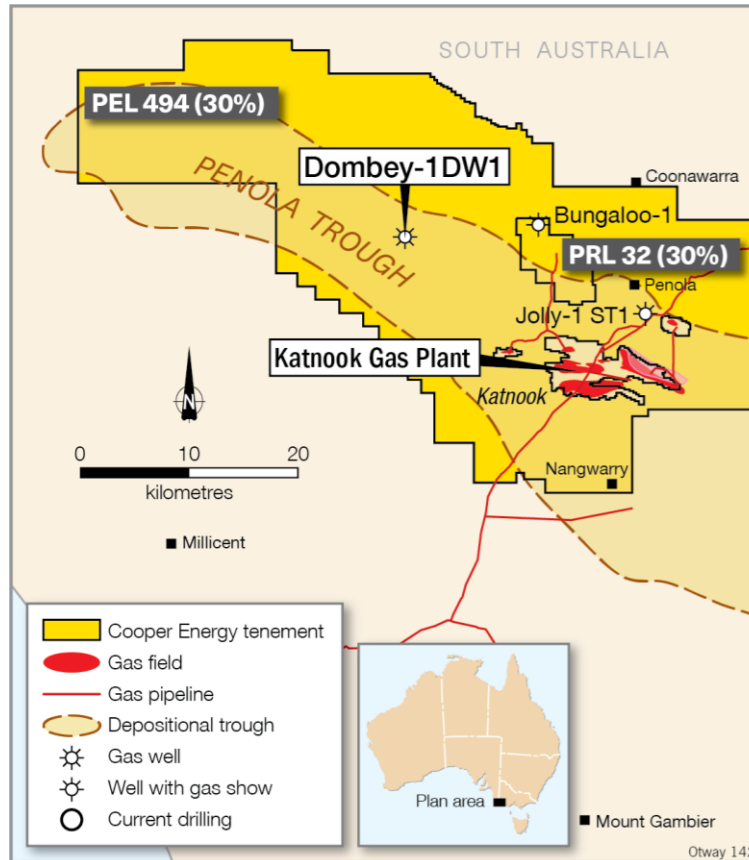 SOUTH AUSTRALIA
PEL 494 (30%)
PENOLA TROUGH
Dombey-1DW1
Coonawarra
Bungaloo-1
PRL 32 (30%)
Penola
Jolly-1 ST1
Katnook Gas Plant
Katnook
N
0 10 20
kilometres
Nangwarry
Millicent
Cooper Energy tenement
Gas field
Gas pipeline
Depositional trough
Gas well
Well with gas show
Current drilling
Plan area
Mount Gambier
Otway